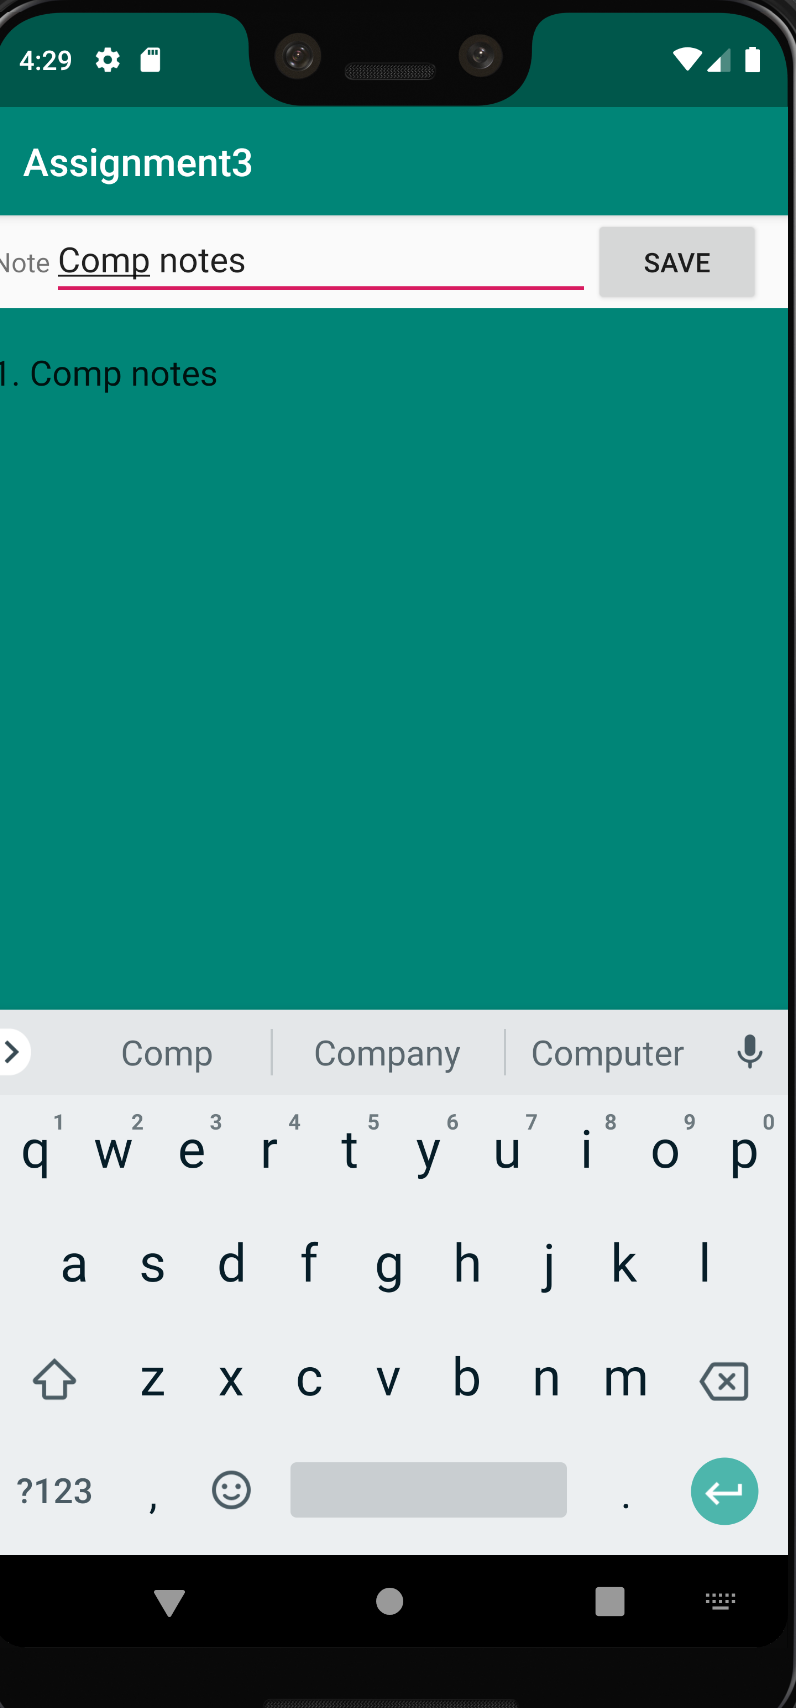 4:29
Assignment3
Note Comp notes SAVE
1. Comp notes
Comp Company Computer
1 2 3 4 5 6 7 8 9 0
q w e r t y u i o p
a s d f g h j k l
z x c v b n m
?123 , .